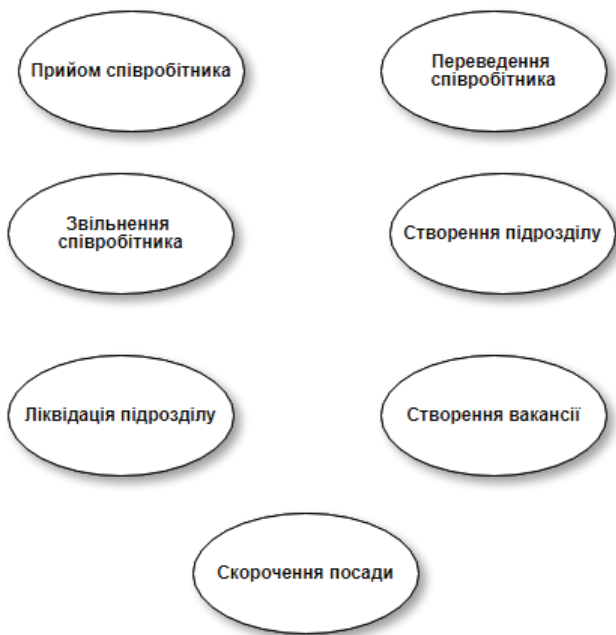 Прийом співробітника
Переведення
співробітника
Звільнення
співробітника
Створення підрозділу
Ліквідація підрозділу
Створення вакансії
Скорочення посади